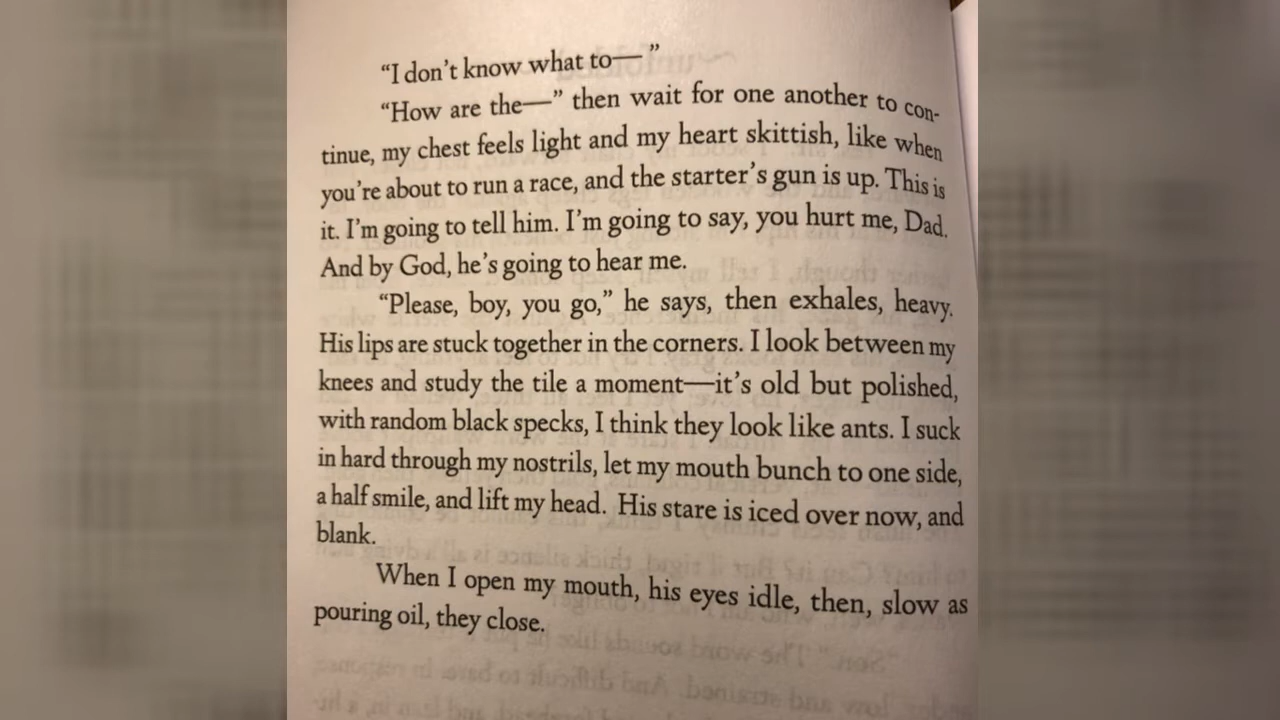 “I don’t know what to— ”
“How are the—” then wait for one another to con-
tinue, my chest feels light and my heart skittish, like when
you’re about to run a race, and the starter’s gun is up. This is
it. I’m going to tell him. I’m going to say, you hurt me, Dad.
And by God, he’s going to hear me.
“Please, boy, you go,” he says, then exhales, heavy.
His lips are stuck together in the corners. I look between my
knees and study the tile a moment—it’s old but polished,
with random black specks, I think they look like ants. I suck
in hard through my nostrils, let my mouth bunch to one side,
a half smile, and lift my head. His stare is iced over now, and
blank.
When I open my mouth, his eyes idle, then, slow as
pouring oil, they close.